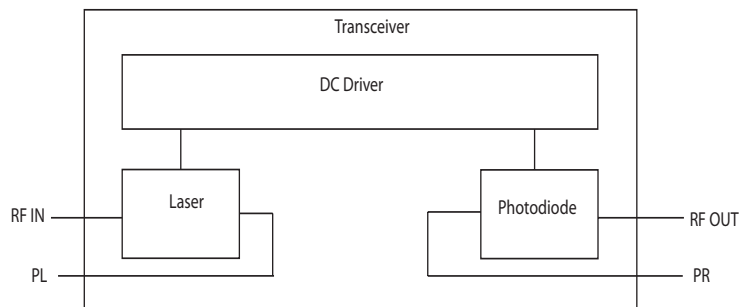 Transceiver
DC Driver
Laser
Photodiode
RF IN
RF OUT
PL
PR